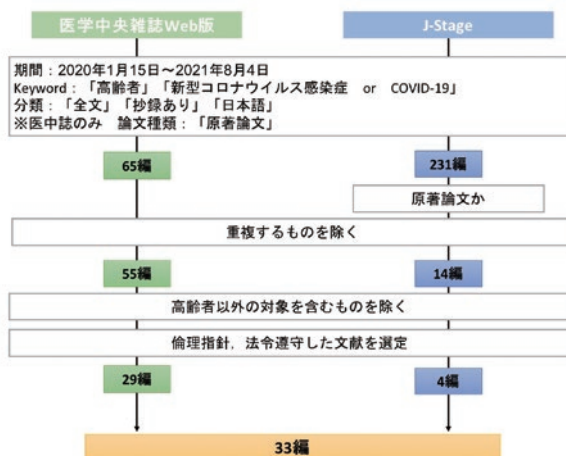 医学中央雑誌Web版
J-Stage
期間：2020年1月15日～2021年8月4日
Keyword：「高齢者」「新型コロナウイルス感染症 or COVID-19」
分類：「全文」「抄録あり」「日本語」
※医中誌のみ 論文種類：「原著論文」
65編
231編
原著論文か
重複するものを除く
55編
14編
高齢者以外の対象を含むものを除く
倫理指針，法令遵守した文献を選定
29編
4編
33編